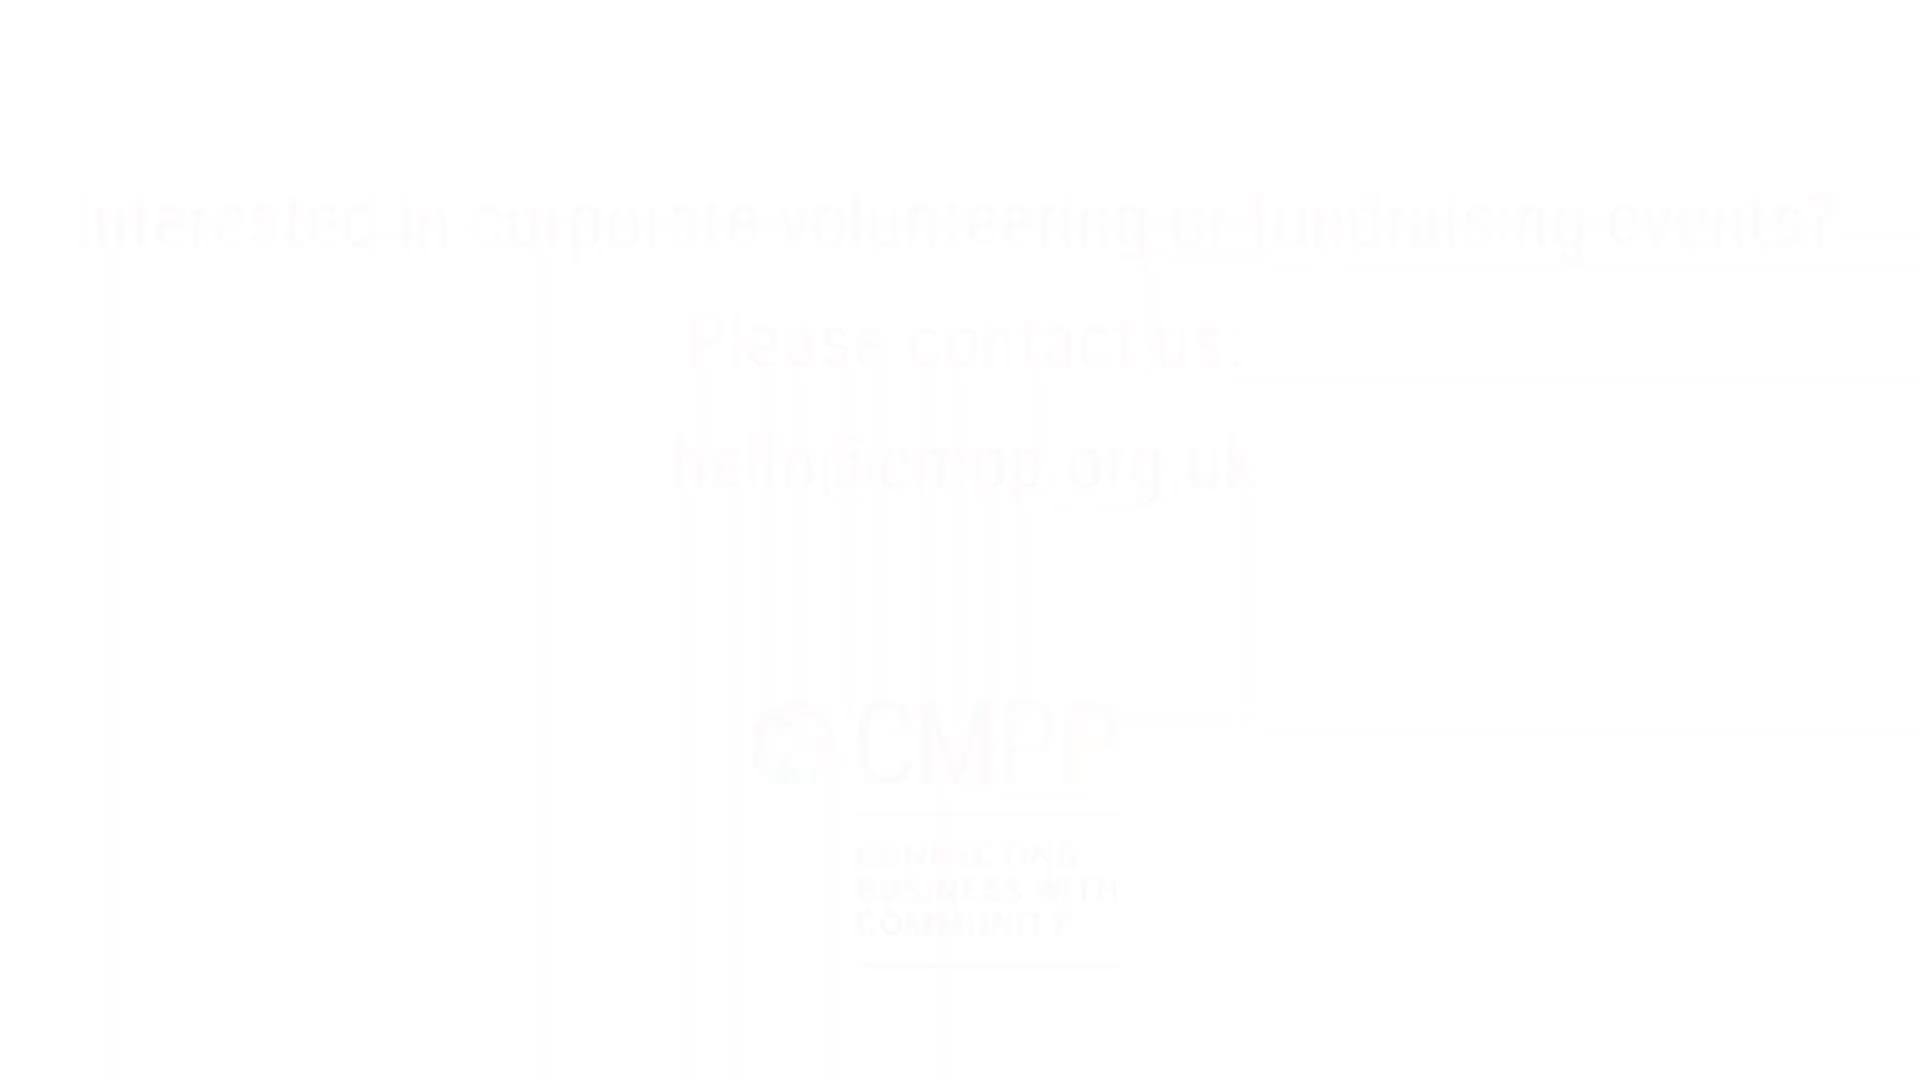 Interested in corporate volunteering or fundraising events?
Please contact us:
hello@cmpp.org.uk
CMPP
CONNECTING
BUSINESS WITH
COMMUNITY